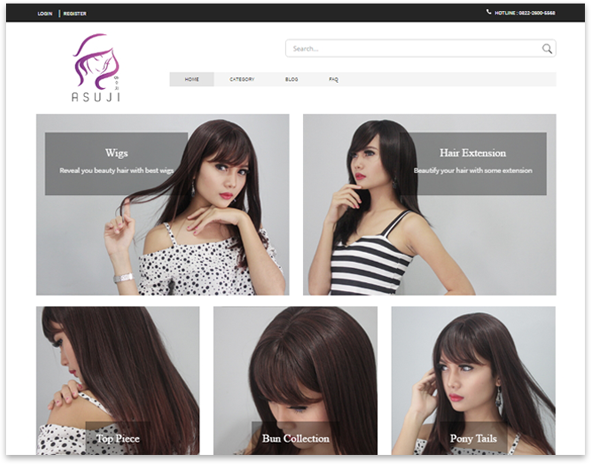 LOGIN
REGISTER
HOTLINE : 0822-2600-5568
ASUJI
Search...
HOME
CATEGORY
BLOG
FAQ
Wigs
Reveal you beauty hair with best wigs
Hair Extension
Beautify your hair with some extension
Top Piece
Bun Collection
Pony Tails